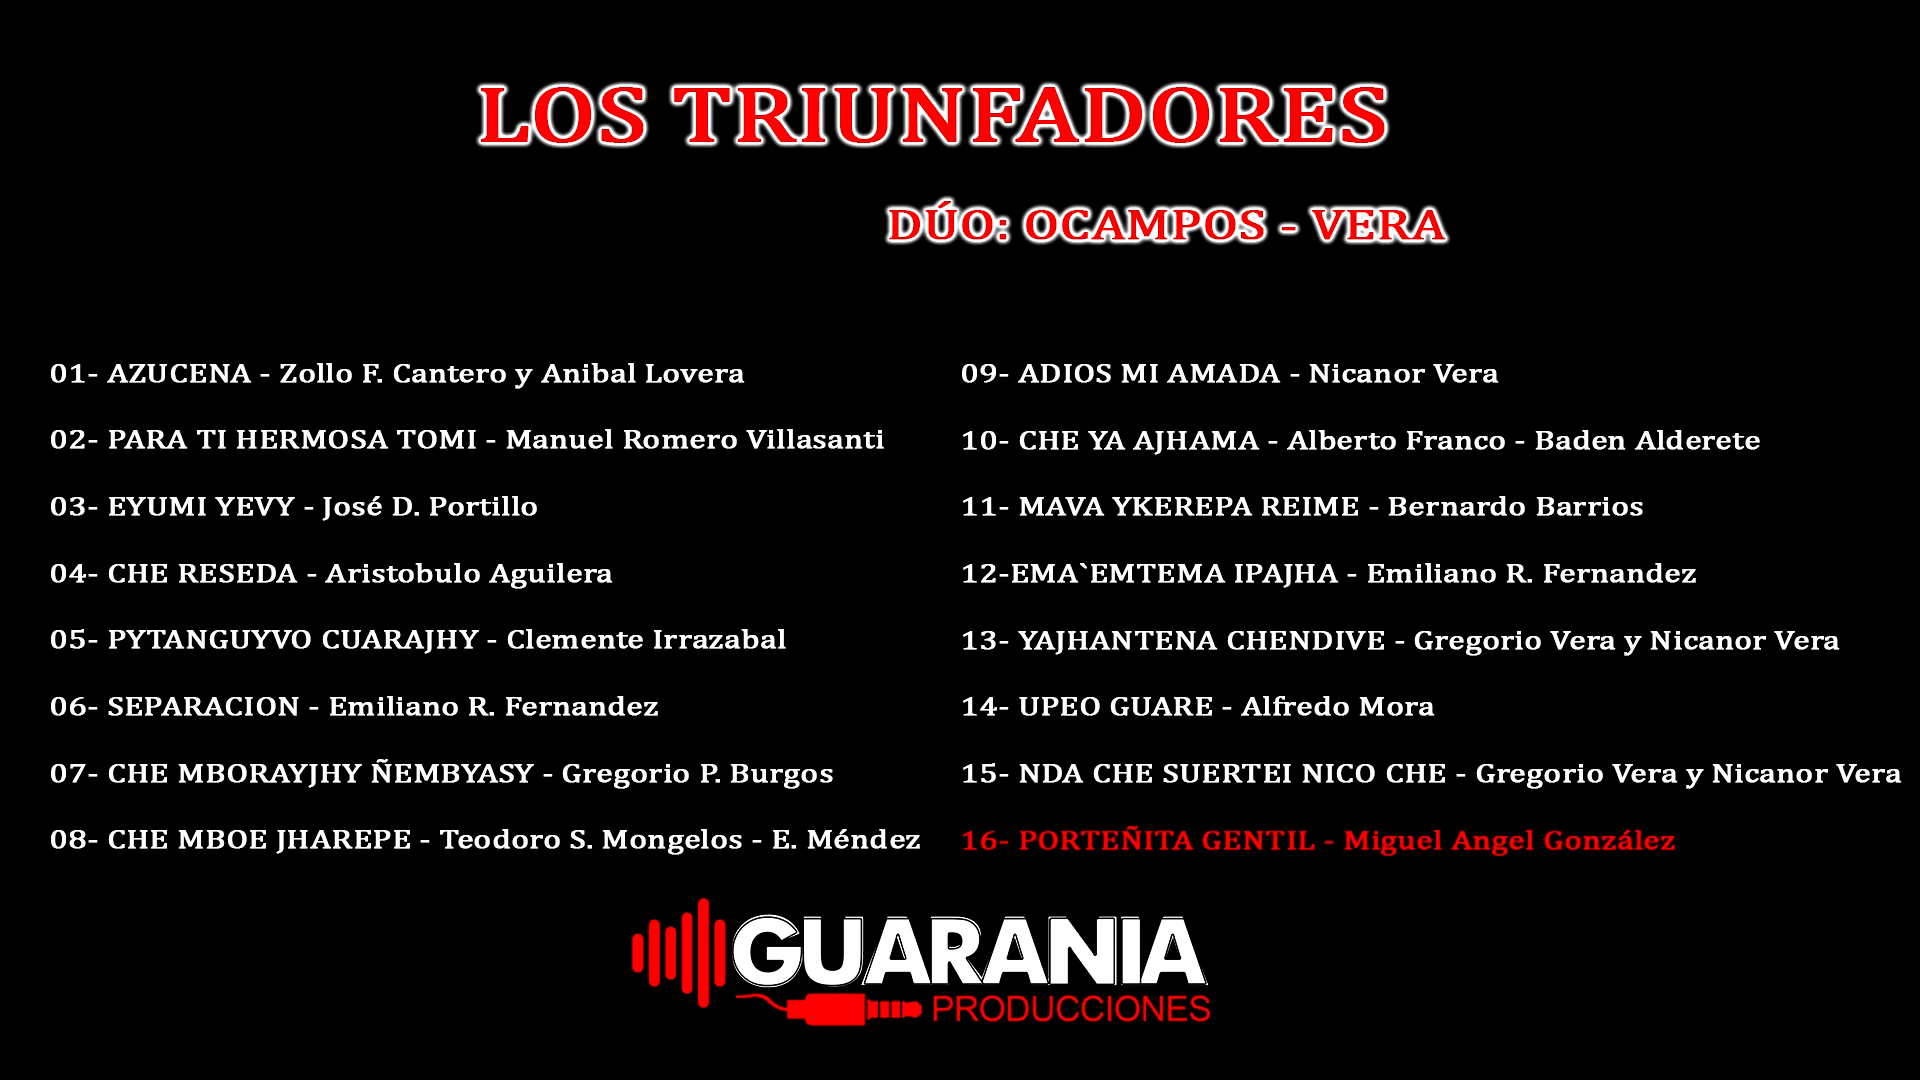 LOS TRIUNFADORES
DÚO: OCAMPOS - VERA
01- AZUCENA - Zollo F. Cantero y Anibal Lovera
02- PARA TI HERMOSA TOMI - Manuel Romero Villasanti
03- EYUMI YEVY - José D. Portillo
04- CHE RESEDA - Aristobulo Aguilera
05- PYTANGUYVO CUARAJHY - Clemente Irrazabal
06- SEPARACION - Emiliano R. Fernandez
07- CHE MBORAYJHY ÑEMBYASY - Gregorio P. Burgos
08- CHE MBOE JHAREPE - Teodoro S. Mongelos - E. Méndez
09- ADIOS MI AMADA - Nicanor Vera
10- CHE YA AJHAMA - Alberto Franco - Baden Alderete
11- MAVA YKEREPA REIME - Bernardo Barrios
12-EMA`EMTEMA IPAJHA - Emiliano R. Fernandez
13- YAJHANTENA CHENDIVE - Gregorio Vera y Nicanor Vera
14- UPEO GUARE - Alfredo Mora
15- NDA CHE SUERTEI NICO CHE - Gregorio Vera y Nicanor Vera
16- PORTEÑITA GENTIL - Miguel Angel González
GUARANIA
PRODUCCIONES